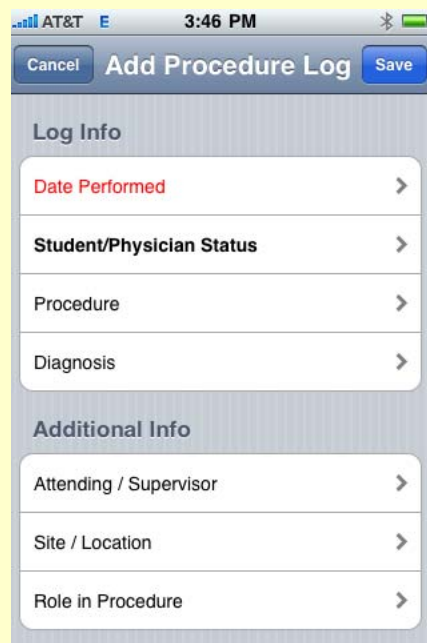 AT&T E 3:46 PM
Cancel Add Procedure Log Save
Log Info
Date Performed
Student/Physician Status
Procedure
Diagnosis
Additional Info
Attending / Supervisor
Site / Location
Role in Procedure